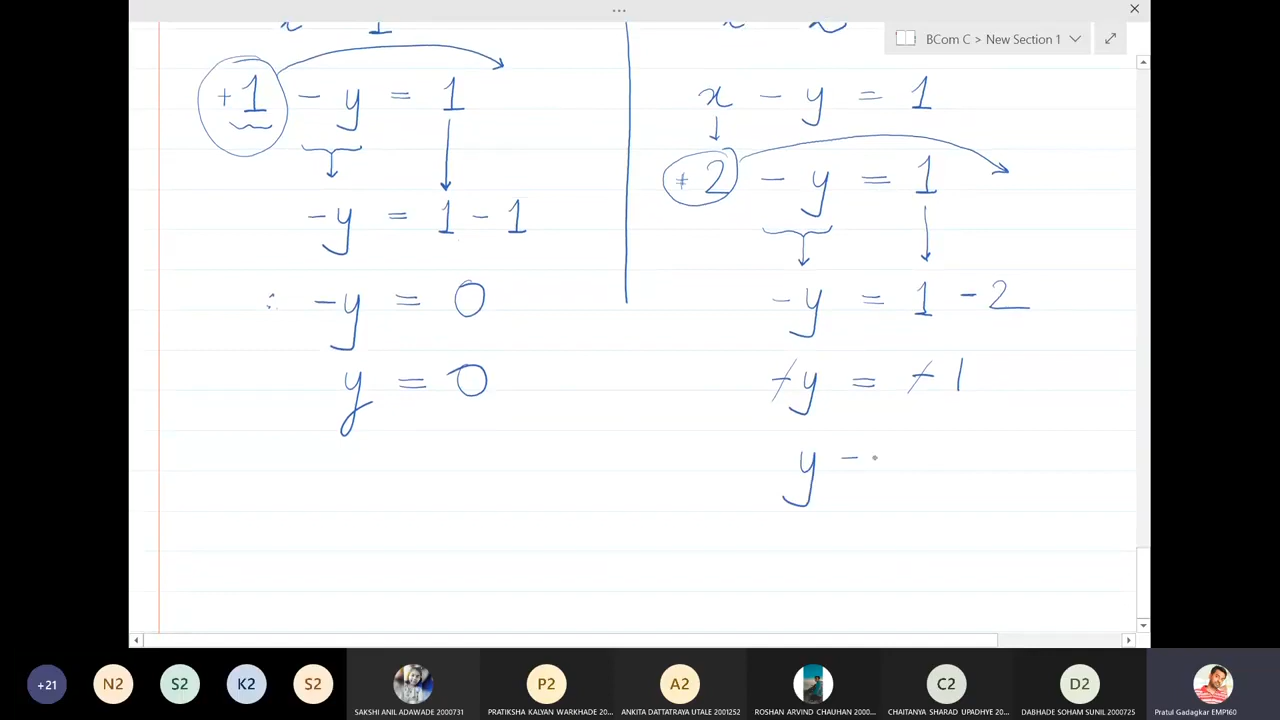 BCom C > New Section 1
+ 1 - y = 1
- y = 1 - 1
∴ - y = 0
y = 0
x - y = 1
+ 2 - y = 1
- y = 1 - 2
- y = - 1
y -
+21
N2
S2
K2
S2
SAKSHI ANIL ADAWADE 2000731
P2
PRATIKSHA KALYAN WARKHADE 20...
A2
ANKITA DATTATRAYA UTALE 2001252
ROSHAN ARVIND CHAUHAN 2000...
C2
CHAITANYA SHARAD UPADHYE 20...
D2
DABHADE SOHAM SUNIL 2000725
Pratul Gadagkar EMP160